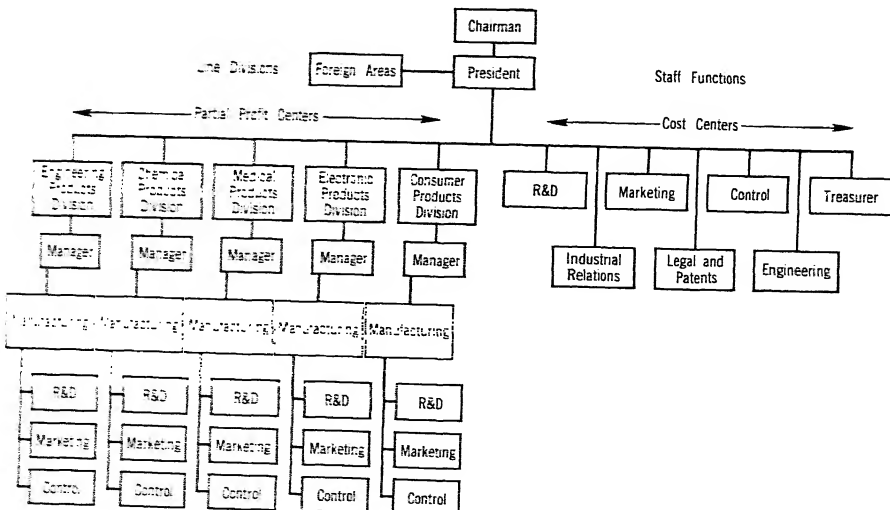 Chairman
Line Divisions
Foreign Areas
President
Staff Functions
Partial Profit Centers
Cost Centers
Engineering
Products
Division
Chemical
Products
Division
Medical
Products
Division
Electronic
Products
Division
Consumer
Products
Division
R&D
Marketing
Control
Treasurer
Manager
Manager
Manager
Manager
Manager
Industrial
Relations
Legal and
Patents
Engineering
Manufacturing
Manufacturing
Manufacturing
Manufacturing
Manufacturing
R&D
R&D
R&D
R&D
R&D
Marketing
Marketing
Marketing
Marketing
Marketing
Control
Control
Control
Control
Control